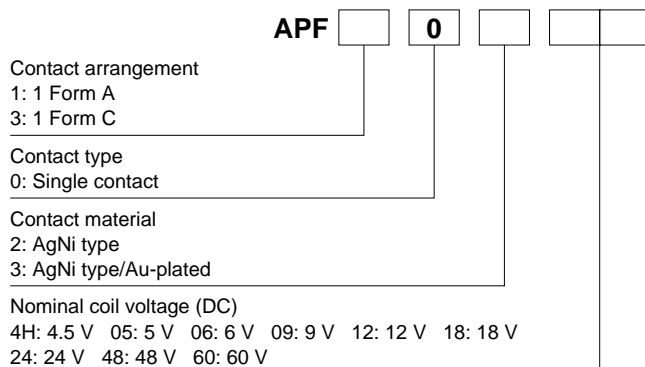 APF 0
Contact arrangement
1: 1 Form A
3: 1 Form C
Contact type
0: Single contact
Contact material
2: AgNi type
3: AgNi type/Au-plated
Nominal coil voltage (DC)
4H: 4.5 V 05: 5 V 06: 6 V 09: 9 V 12: 12 V 18: 18 V
24: 24 V 48: 48 V 60: 60 V